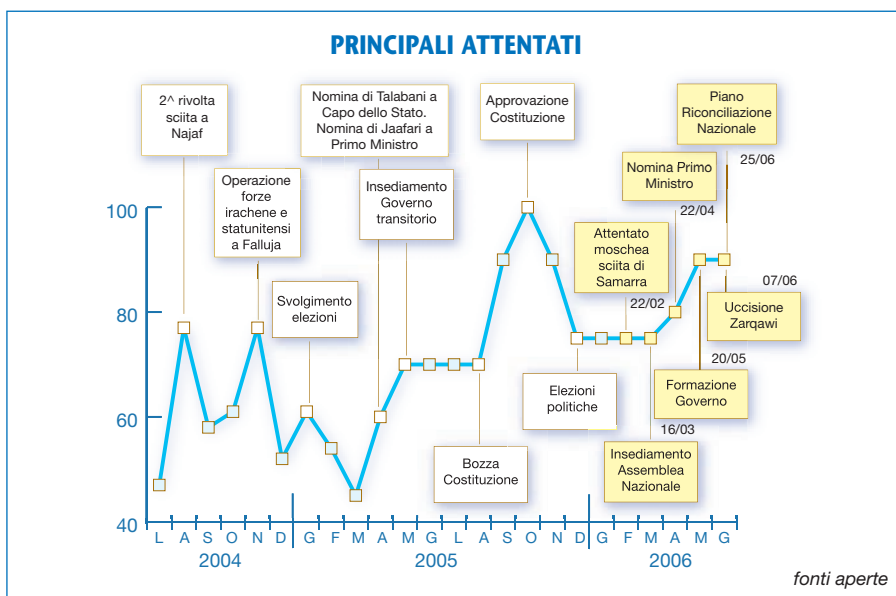 PRINCIPALI ATTENTATI
2^ rivolta
sciita a
Najaf
Operazione
forze
irachene e
statunitensi
a Falluja
Svolgimento
elezioni
Nomina di Talabani a
Capo dello Stato.
Nomina di Jaafari a
Primo Ministro
Insediamento
Governo
transitorio
Approvazione
Costituzione
Bozza
Costituzione
Elezioni
politiche
Attentato
moschea
sciita di
Samarra
22/02
Nomina Primo
Ministro
22/04
Piano
Riconciliazione
Nazionale
25/06
07/06
Uccisione
Zarqawi
20/05
Formazione
Governo
16/03
Insediamento
Assemblea
Nazionale
100
80
60
40
L A S O N D G F M A M G L A S O N D G F M A M G
2004 2005 2006
fonti aperte